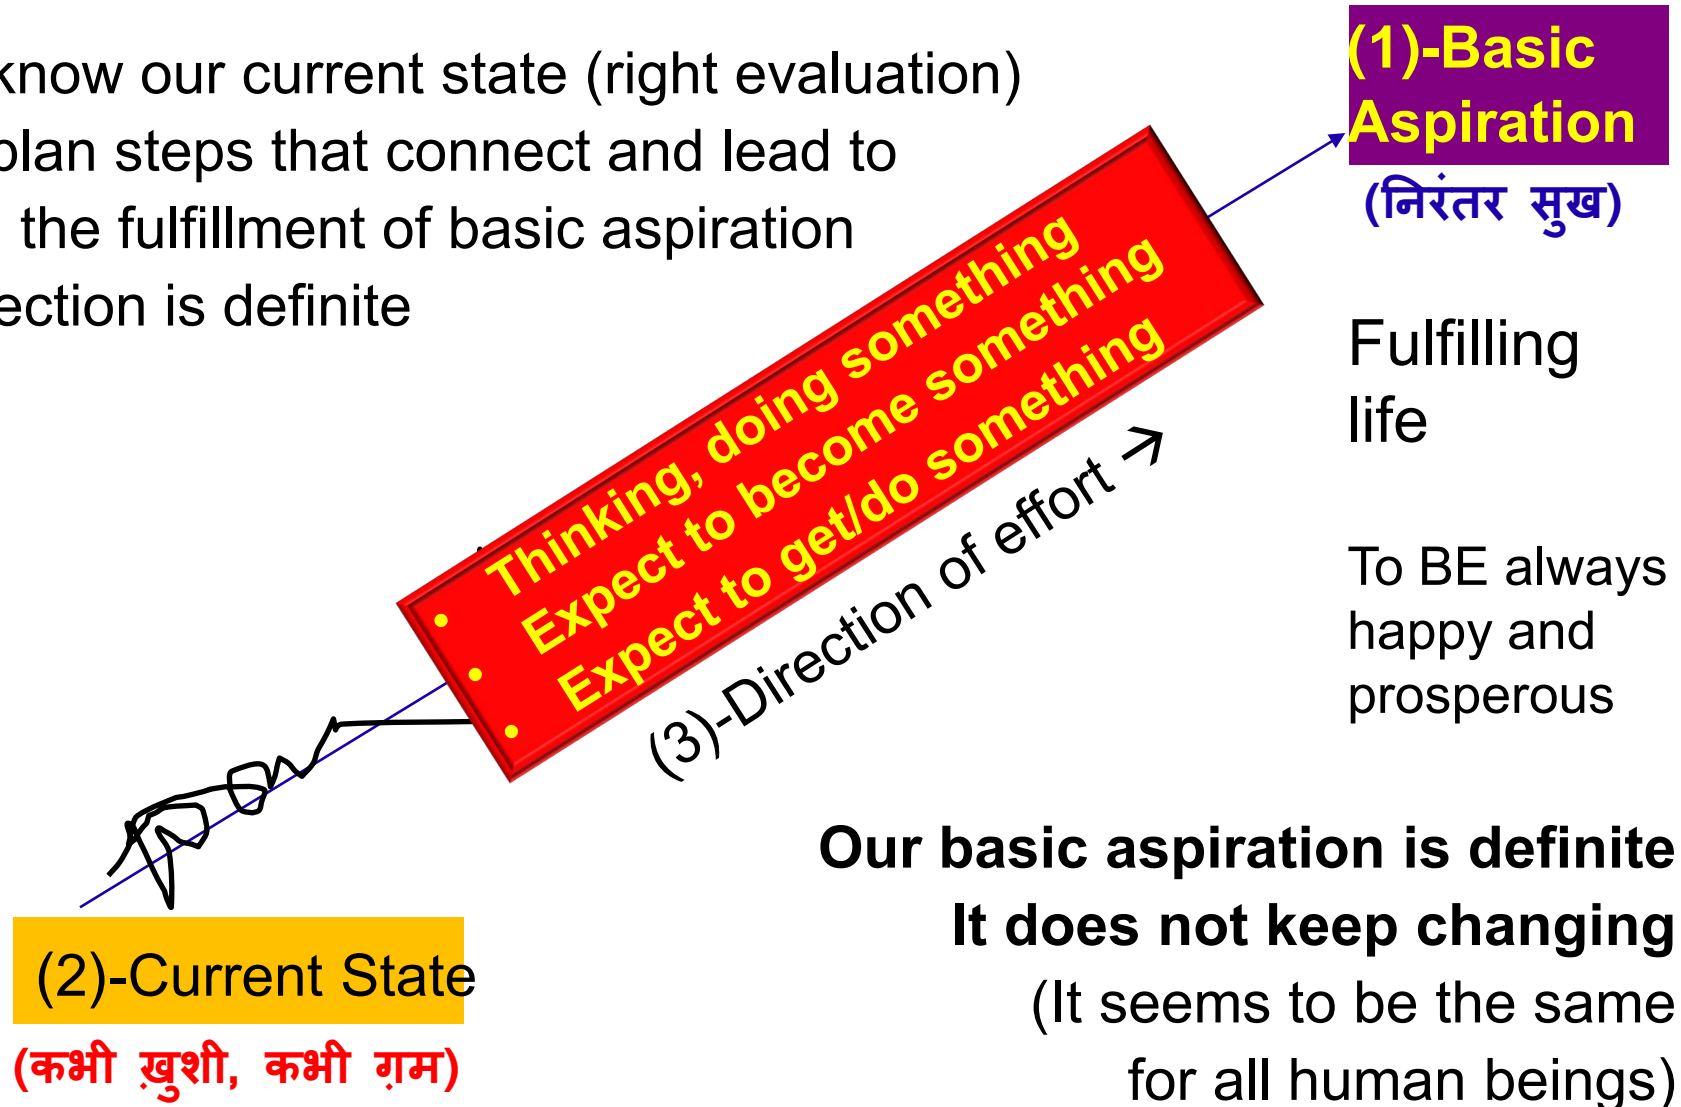 know our current state (right evaluation)
plan steps that connect and lead to
the fulfillment of basic aspiration
ection is definite
(1)-Basic
Aspiration
(निरंतर सुख)
Fulfilling
life
To BE always
happy and
prosperous
• Thinking, doing something
• Expect to become something
• Expect to get/do something
(3)-Direction of effort →
(2)-Current State
(कभी ख़ुशी, कभी ग़म)
Our basic aspiration is definite
It does not keep changing
(It seems to be the same
for all human beings)